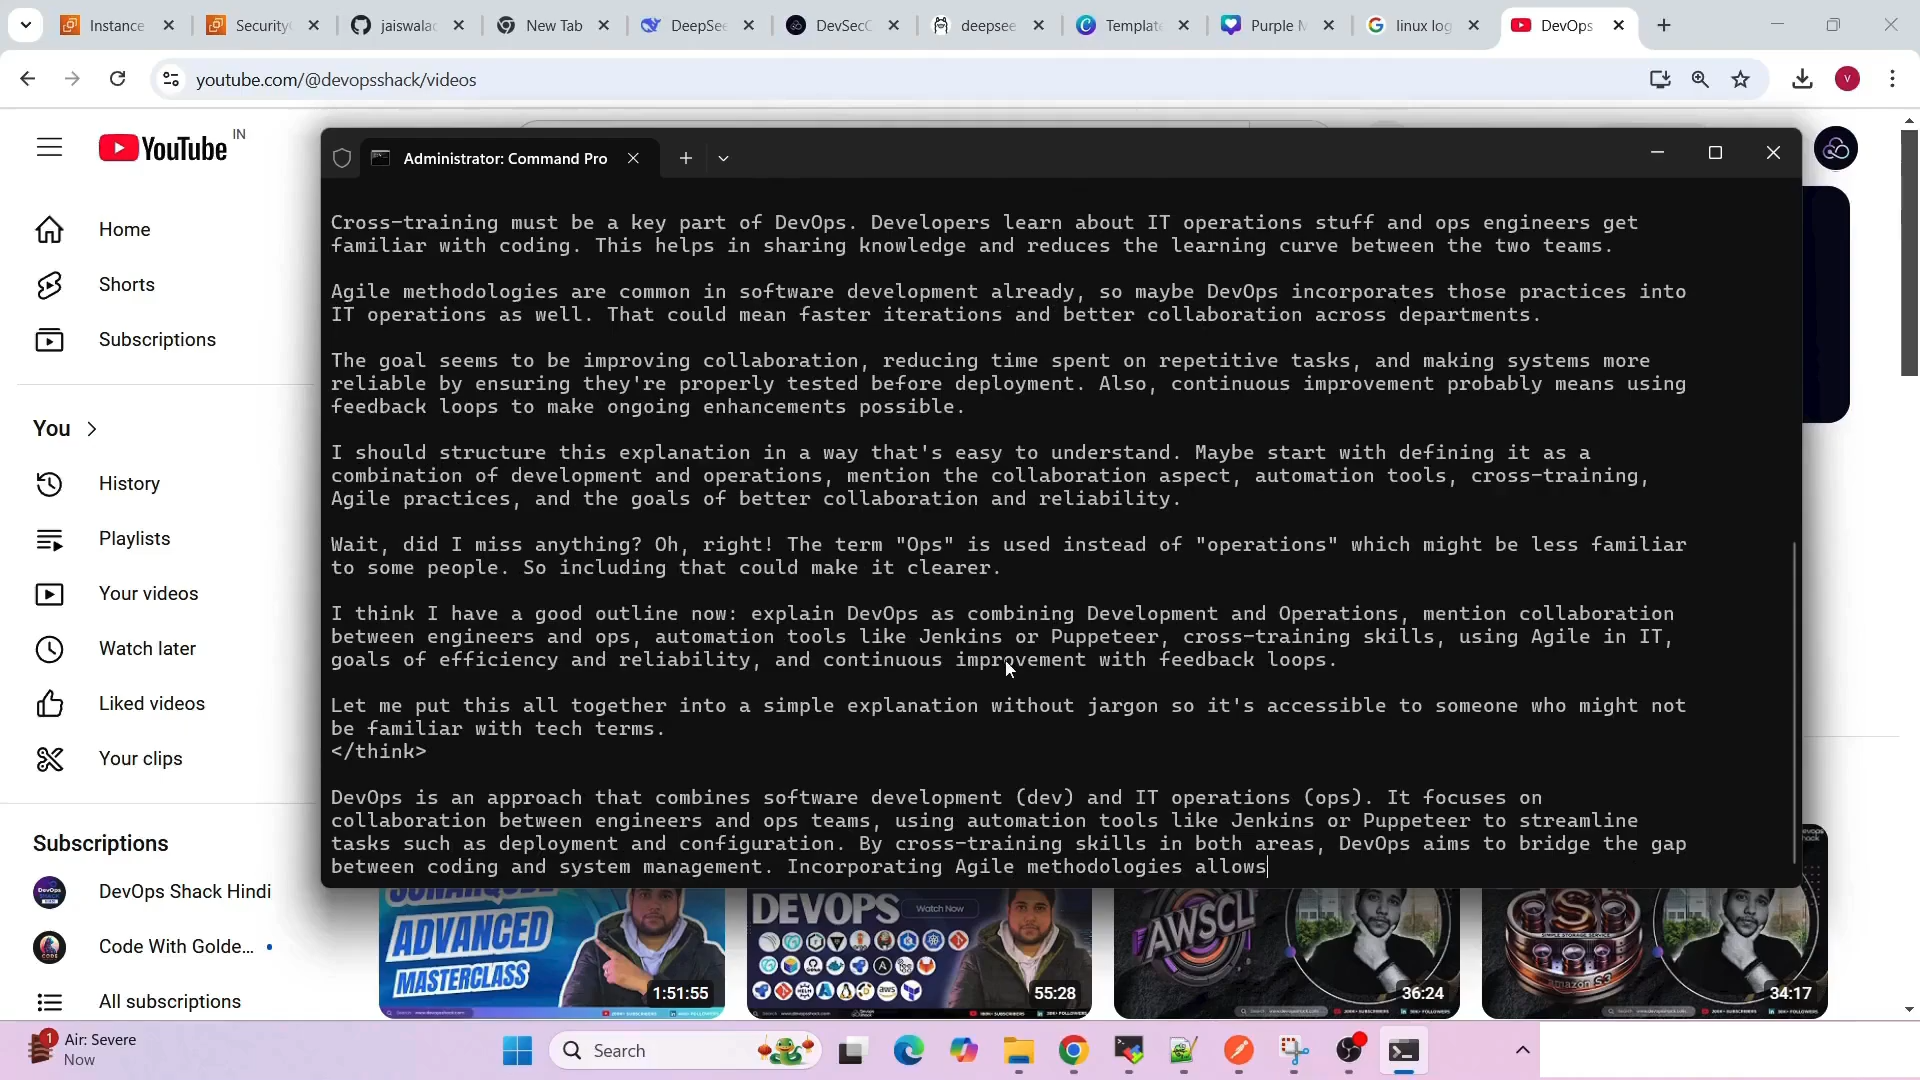 Instance
Security
jaiswalad
New Tab
DeepSee
DevSecC
deepsee
Template
Purple M
linux log
DevOps
youtube.com/@devopsshack/videos
V
YouTube
IN
Home
Shorts
Subscriptions
You
History
Playlists
Your videos
Watch later
Liked videos
Your clips
Subscriptions
DevOps Shack Hindi
Code With Golde...
All subscriptions
Administrator: Command Pro
Cross-training must be a key part of DevOps. Developers learn about IT operations stuff and ops engineers get
familiar with coding. This helps in sharing knowledge and reduces the learning curve between the two teams.
Agile methodologies are common in software development already, so maybe DevOps incorporates those practices into
IT operations as well. That could mean faster iterations and better collaboration across departments.
The goal seems to be improving collaboration, reducing time spent on repetitive tasks, and making systems more
reliable by ensuring they're properly tested before deployment. Also, continuous improvement probably means using
feedback loops to make ongoing enhancements possible.
I should structure this explanation in a way that's easy to understand. Maybe start with defining it as a
combination of development and operations, mention the collaboration aspect, automation tools, cross-training,
Agile practices, and the goals of better collaboration and reliability.
Wait, did I miss anything? Oh, right! The term "Ops" is used instead of "operations" which might be less familiar
to some people. So including that could make it clearer.
I think I have a good outline now: explain DevOps as combining Development and Operations, mention collaboration
between engineers and ops, automation tools like Jenkins or Puppeteer, cross-training skills, using Agile in IT,
goals of efficiency and reliability, and continuous improvement with feedback loops.
Let me put this all together into a simple explanation without jargon so it's accessible to someone who might not
be familiar with tech terms.
</think>
DevOps is an approach that combines software development (dev) and IT operations (ops). It focuses on
collaboration between engineers and ops teams, using automation tools like Jenkins or Puppeteer to streamline
tasks such as deployment and configuration. By cross-training skills in both areas, DevOps aims to bridge the gap
between coding and system management. Incorporating Agile methodologies allows
SONARQUBE
ADVANCED
MASTERCLASS
1:51:55
DEVOPS
Watch Now
aws
55:28
AWSCLI
36:24
amazon S3
34:17
1
Air: Severe
Now
Search